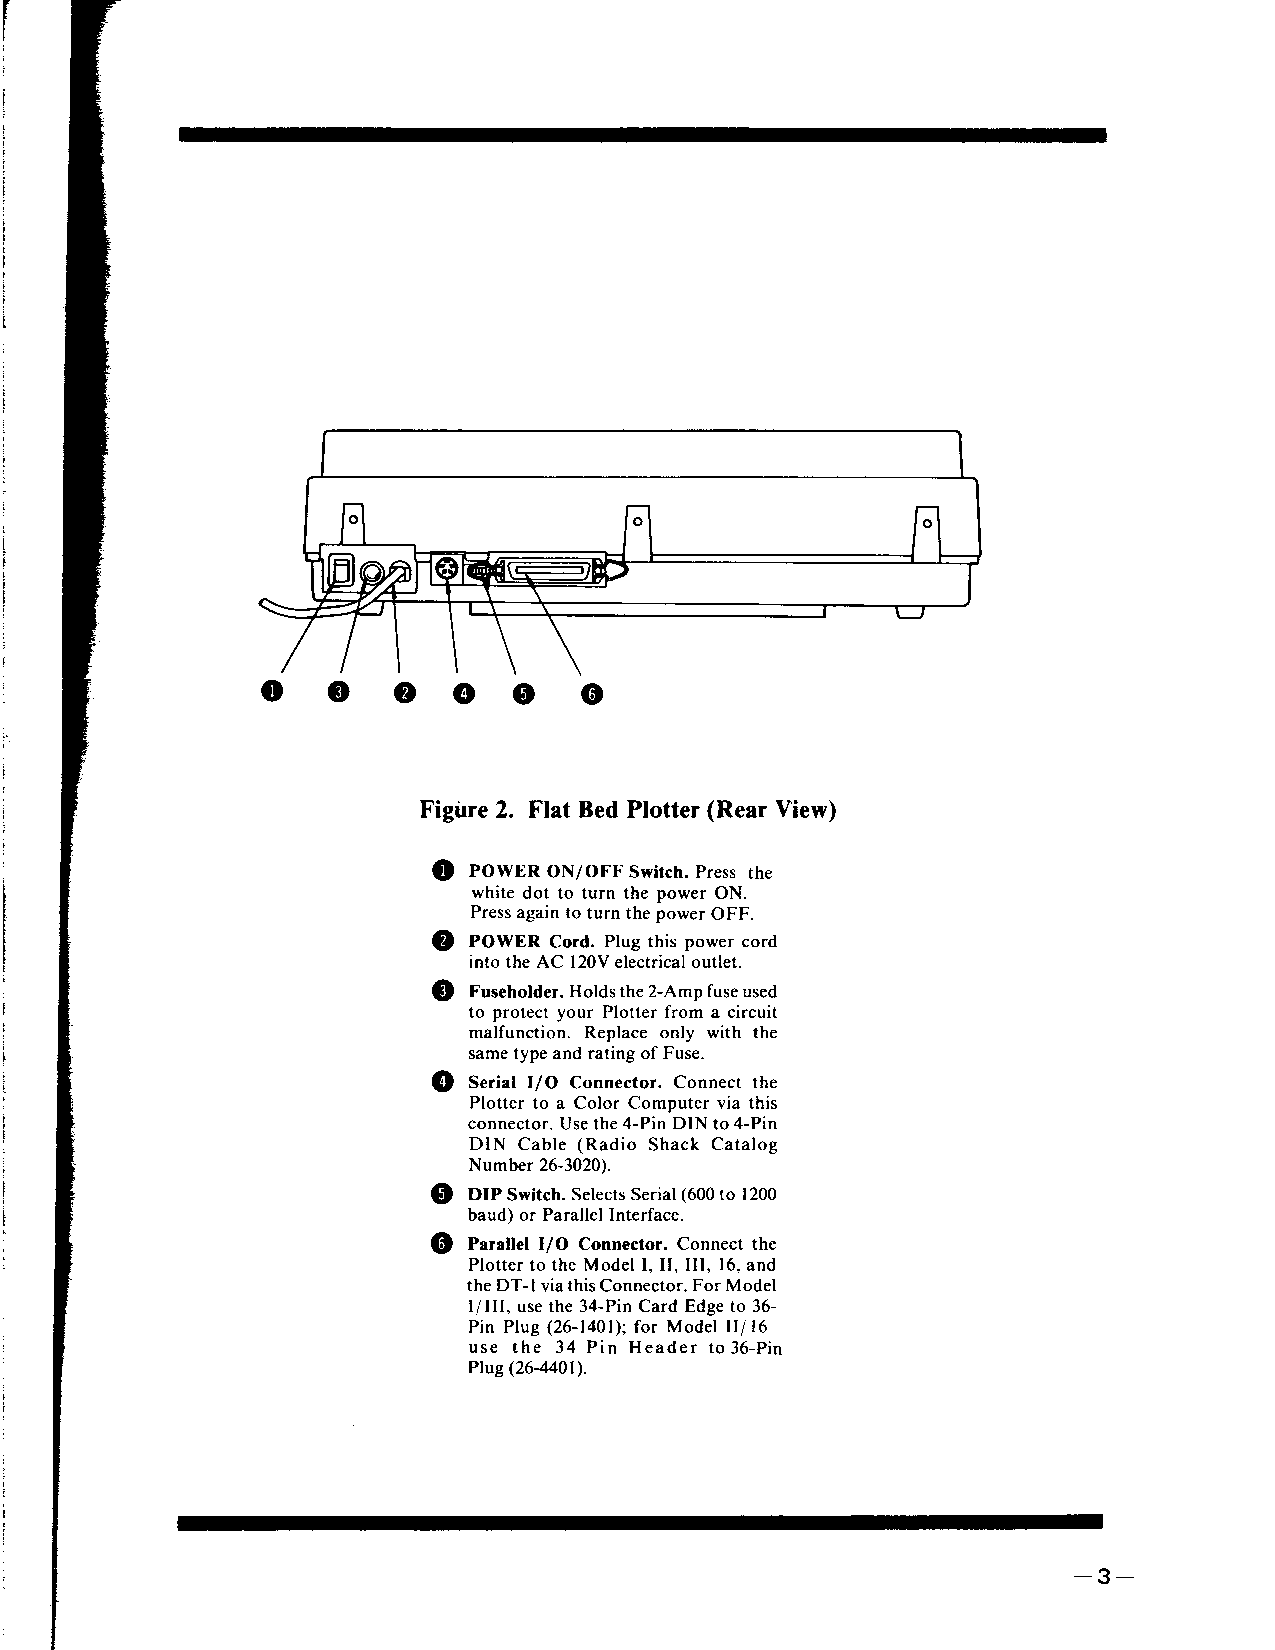 1 3 2 4 5 6
Figure 2. Flat Bed Plotter (Rear View)
1 POWER ON/OFF Switch. Press the
white dot to turn the power ON.
Press again to turn the power OFF.
2 POWER Cord. Plug this power cord
into the AC 120V electrical outlet.
3 Fuseholder. Holds the 2-Amp fuse used
to protect your Plotter from a circuit
malfunction. Replace only with the
same type and rating of Fuse.
4 Serial I/O Connector. Connect the
Plotter to a Color Computer via this
connector. Use the 4-Pin DIN to 4-Pin
DIN Cable (Radio Shack Catalog
Number 26-3020).
5 DIP Switch. Selects Serial (600 to 1200
baud) or Parallel Interface.
6 Parallel I/O Connector. Connect the
Plotter to the Model I, II, III, 16, and
the DT-1 via this Connector. For Model
I/III, use the 34-Pin Card Edge to 36-
Pin Plug (26-1401); for Model II/16
use the 34 Pin Header to 36-Pin
Plug (26-4401).
—3—